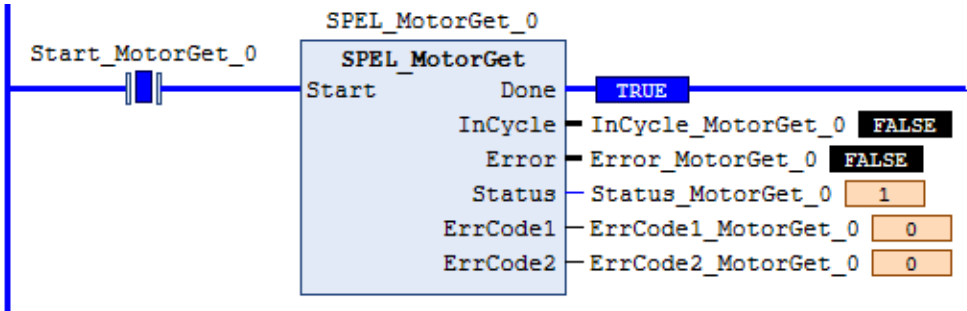 SPEL_MotorGet_0
Start_MotorGet_0
SPEL_MotorGet
Start Done TRUE
InCycle InCycle_MotorGet_0 FALSE
Error Error_MotorGet_0 FALSE
Status Status_MotorGet_0 1
ErrCode1 ErrCode1_MotorGet_0 0
ErrCode2 ErrCode2_MotorGet_0 0